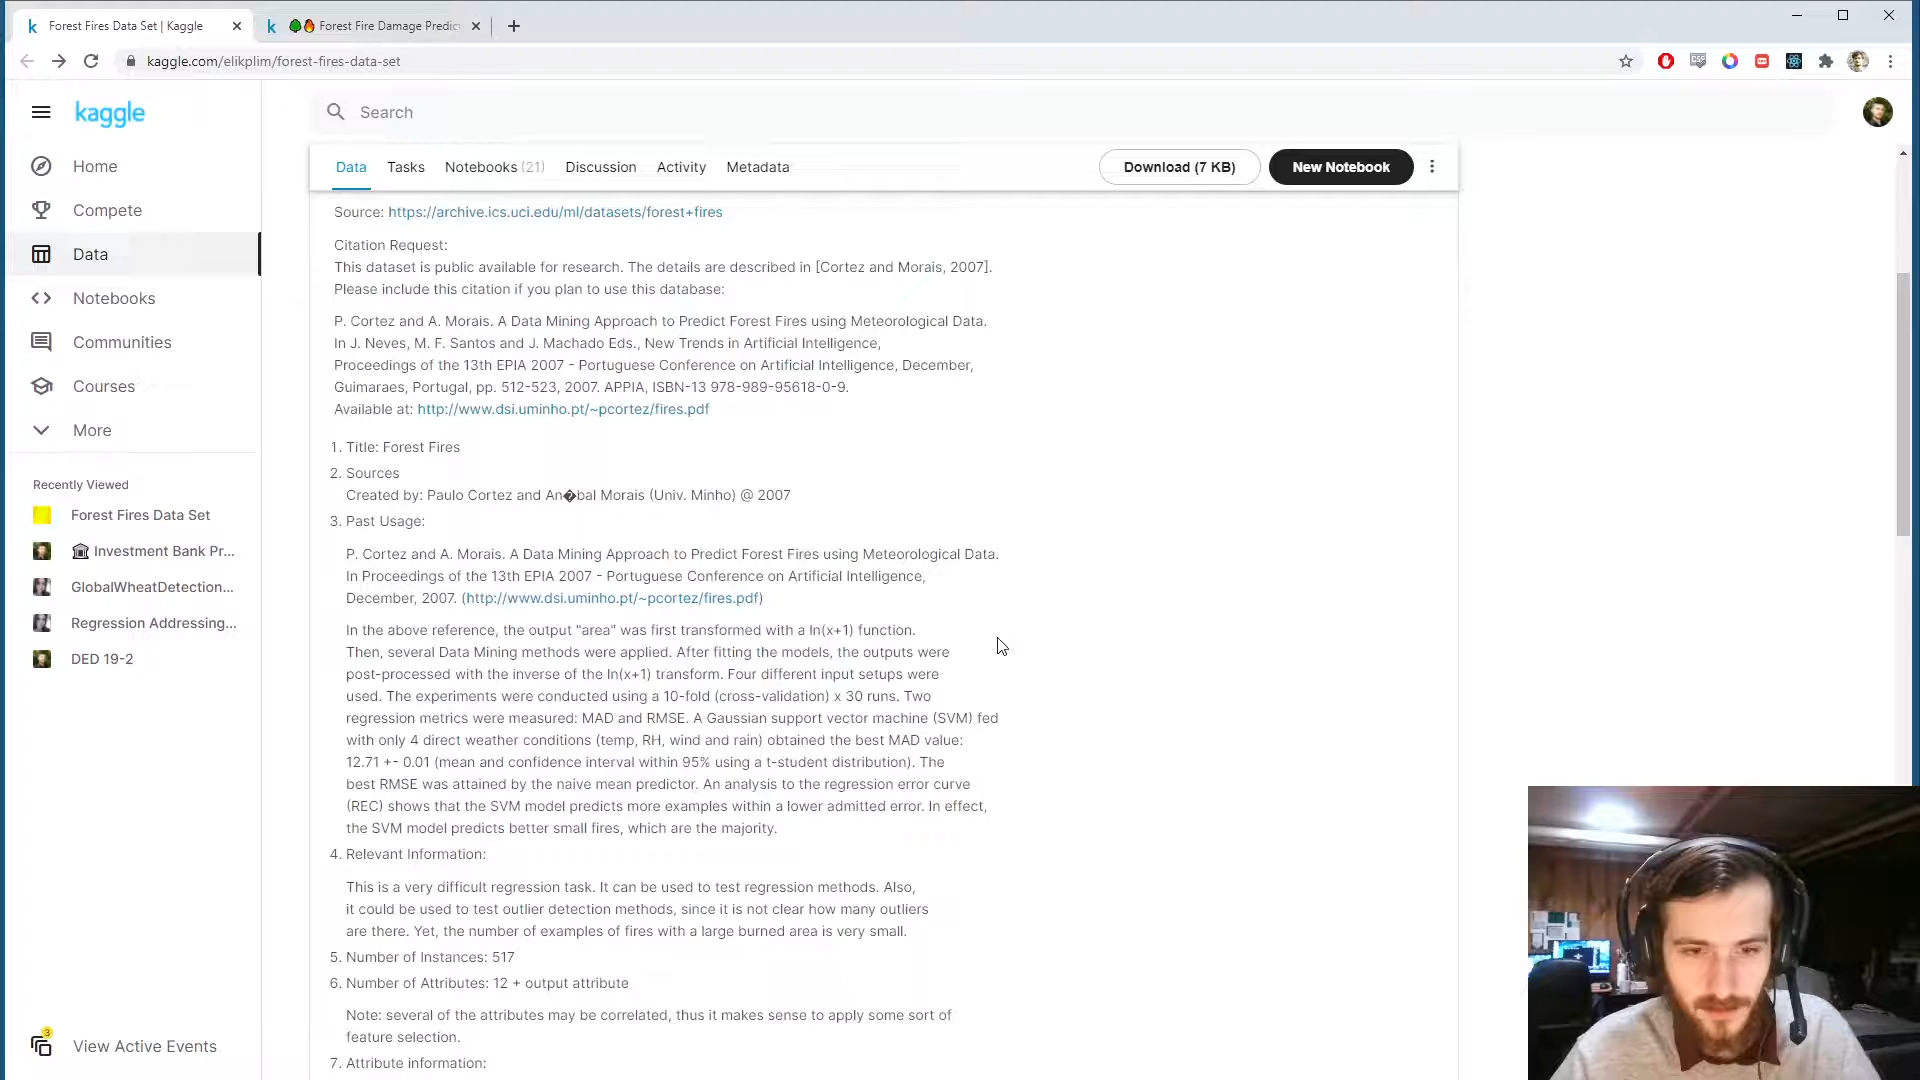 Forest Fires Data Set | Kaggle
Forest Fire Damage Predic
kaggle.com/elikplim/forest-fires-data-set
kaggle
Search
Home
Compete
Data
Notebooks
Communities
Courses
More
Recently Viewed
Forest Fires Data Set
Investment Bank Pr...
GlobalWheatDetection...
Regression Addressing...
DED 19-2
3
View Active Events
Data
Tasks
Notebooks (21)
Discussion
Activity
Metadata
Download (7 KB)
New Notebook
Source: https://archive.ics.uci.edu/ml/datasets/forest+fires
Citation Request:
This dataset is public available for research. The details are described in [Cortez and Morais, 2007].
Please include this citation if you plan to use this database:
P. Cortez and A. Morais. A Data Mining Approach to Predict Forest Fires using Meteorological Data.
In J. Neves, M. F. Santos and J. Machado Eds., New Trends in Artificial Intelligence,
Proceedings of the 13th EPIA 2007 - Portuguese Conference on Artificial Intelligence, December,
Guimaraes, Portugal, pp. 512-523, 2007. APPIA, ISBN-13 978-989-95618-0-9.
Available at: http://www.dsi.uminho.pt/~pcortez/fires.pdf
1. Title: Forest Fires
2. Sources
Created by: Paulo Cortez and An�bal Morais (Univ. Minho) @ 2007
3. Past Usage:
P. Cortez and A. Morais. A Data Mining Approach to Predict Forest Fires using Meteorological Data.
In Proceedings of the 13th EPIA 2007 - Portuguese Conference on Artificial Intelligence,
December, 2007. (http://www.dsi.uminho.pt/~pcortez/fires.pdf)
In the above reference, the output "area" was first transformed with a ln(x+1) function.
Then, several Data Mining methods were applied. After fitting the models, the outputs were
post-processed with the inverse of the ln(x+1) transform. Four different input setups were
used. The experiments were conducted using a 10-fold (cross-validation) x 30 runs. Two
regression metrics were measured: MAD and RMSE. A Gaussian support vector machine (SVM) fed
with only 4 direct weather conditions (temp, RH, wind and rain) obtained the best MAD value:
12.71 +- 0.01 (mean and confidence interval within 95% using a t-student distribution). The
best RMSE was attained by the naive mean predictor. An analysis to the regression error curve
(REC) shows that the SVM model predicts more examples within a lower admitted error. In effect,
the SVM model predicts better small fires, which are the majority.
4. Relevant Information:
This is a very difficult regression task. It can be used to test regression methods. Also,
it could be used to test outlier detection methods, since it is not clear how many outliers
are there. Yet, the number of examples of fires with a large burned area is very small.
5. Number of Instances: 517
6. Number of Attributes: 12 + output attribute
Note: several of the attributes may be correlated, thus it makes sense to apply some sort of
feature selection.
7. Attribute information: